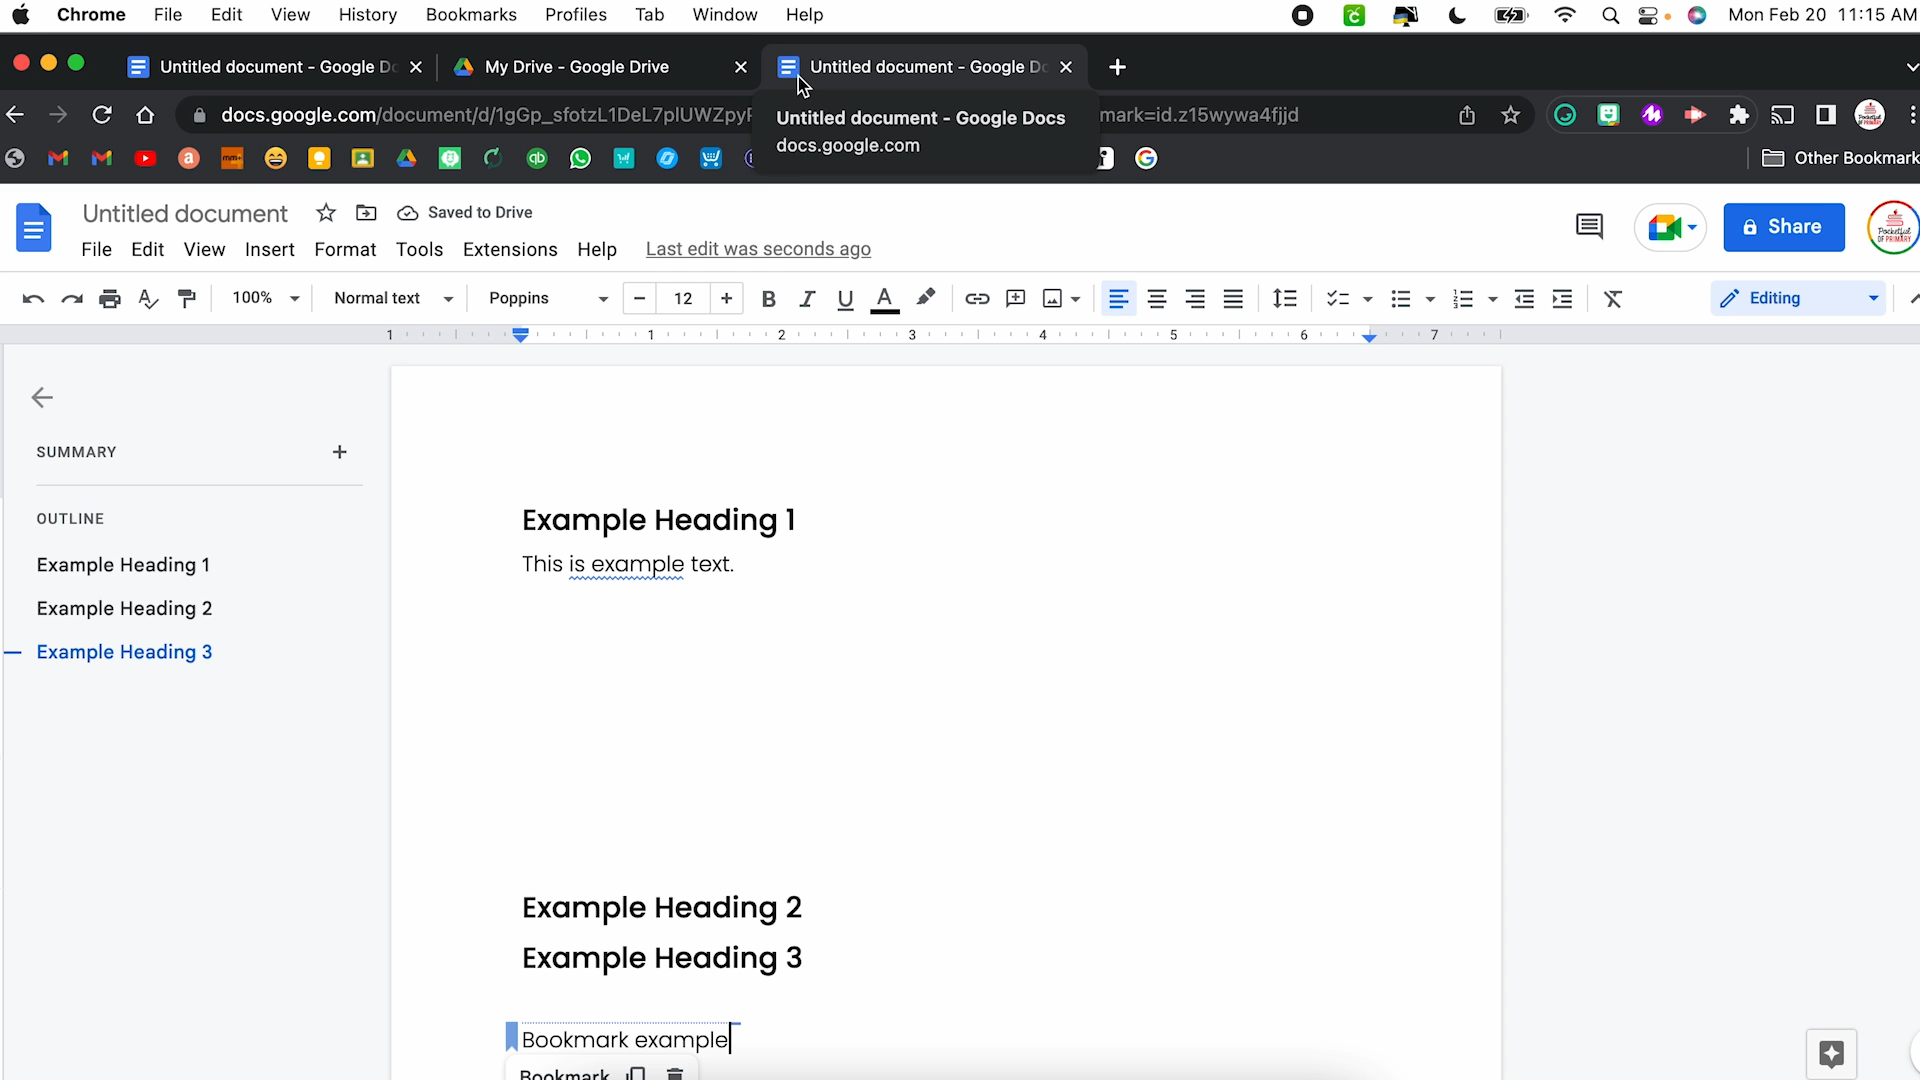 Chrome File Edit View History Bookmarks Profiles Tab Window Help Mon Feb 20 11:15 AM
Untitled document - Google Do My Drive - Google Drive Untitled document - Google Do
docs.google.com/document/d/1gGp_sfotzL1DeL7plUWZpyF mark=id.z15wywa4fjjd
Untitled document - Google Docs
docs.google.com
Other Bookmark
Untitled document Saved to Drive
Share
File Edit View Insert Format Tools Extensions Help Last edit was seconds ago
100% Normal text Poppins 12 Editing
1 1 2 3 4 5 6 7
SUMMARY
OUTLINE
Example Heading 1
Example Heading 2
Example Heading 3
Example Heading 1
This is example text.
Example Heading 2
Example Heading 3
Bookmark example
Bookmark